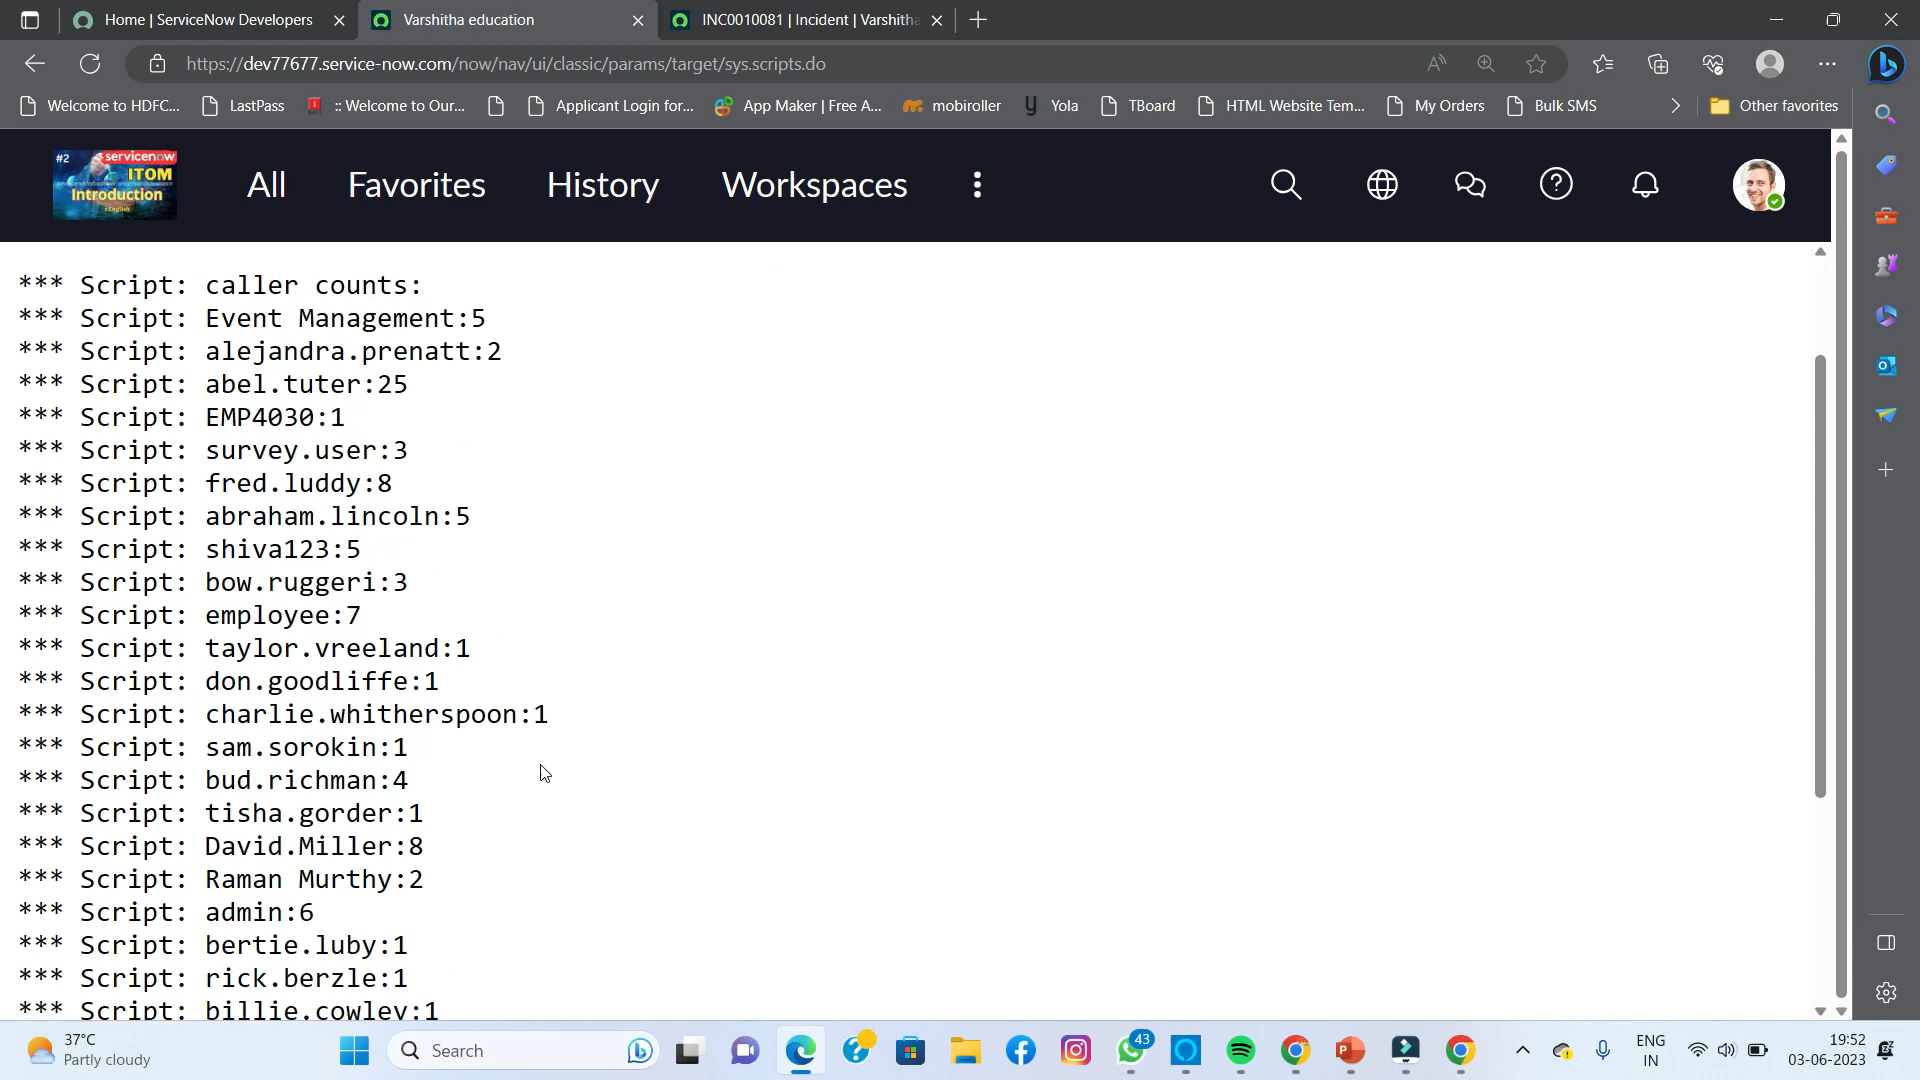 Home | ServiceNow Developers
Varshitha education
INC0010081 | Incident | Varshitha
https://dev77677.service-now.com/now/nav/ui/classic/params/target/sys.scripts.do
Welcome to HDFC...
LastPass
:: Welcome to Our...
Applicant Login for...
App Maker | Free A...
mobiroller
Yola
TBoard
HTML Website Tem...
My Orders
Bulk SMS
Other favorites
#2
servicenow
ITOM
Introduction
All
Favorites
History
Workspaces
*** Script: caller counts:
*** Script: Event Management:5
*** Script: alejandra.prenatt:2
*** Script: abel.tuter:25
*** Script: EMP4030:1
*** Script: survey.user:3
*** Script: fred.luddy:8
*** Script: abraham.lincoln:5
*** Script: shiva123:5
*** Script: bow.ruggeri:3
*** Script: employee:7
*** Script: taylor.vreeland:1
*** Script: don.goodliffe:1
*** Script: charlie.whitherspoon:1
*** Script: sam.sorokin:1
*** Script: bud.richman:4
*** Script: tisha.gorder:1
*** Script: David.Miller:8
*** Script: Raman Murthy:2
*** Script: admin:6
*** Script: bertie.luby:1
*** Script: rick.berzle:1
*** Script: billie.cowley:1
37°C
Partly cloudy
Search
43
ENG
IN
19:52
03-06-2023